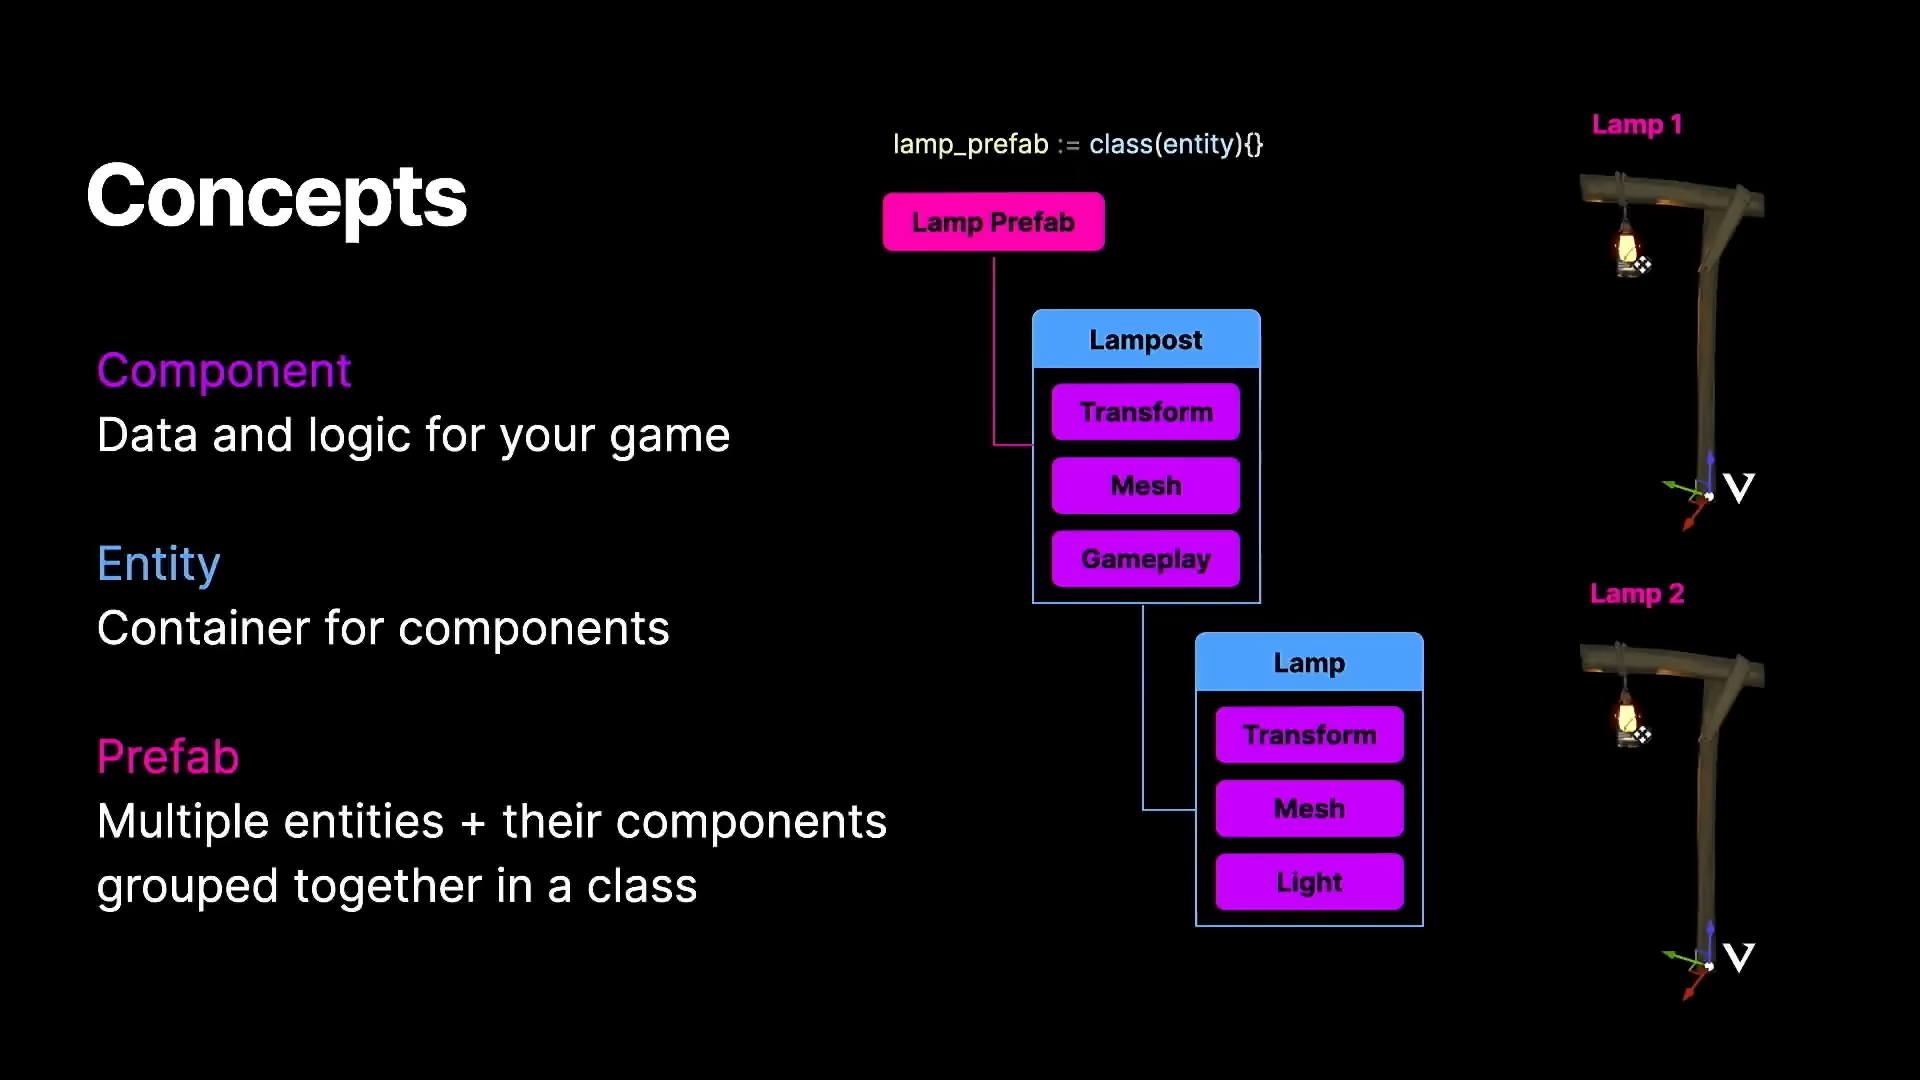 Concepts
Component
Data and logic for your game
Entity
Container for components
Prefab
Multiple entities + their components
grouped together in a class
lamp_prefab := class(entity){}
Lamp Prefab
Lampost
Transform
Mesh
Gameplay
Lamp
Transform
Mesh
Light
Lamp 1
V
Lamp 2
V